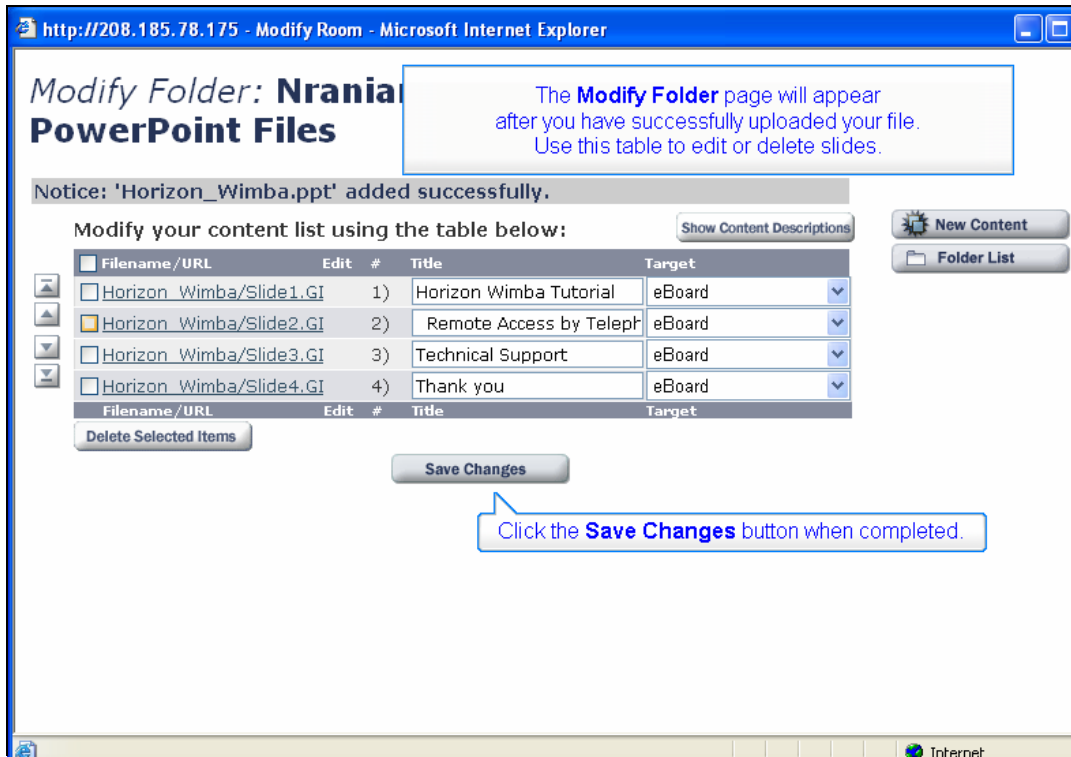 http://208.185.78.175 - Modify Room - Microsoft Internet Explorer
Modify Folder: Nrania
PowerPoint Files
The Modify Folder page will appear
after you have successfully uploaded your file.
Use this table to edit or delete slides.
Notice: 'Horizon_Wimba.ppt' added successfully.
Modify your content list using the table below:
Show Content Descriptions
New Content
Folder List
Filename/URL Edit # Title Target
Horizon_Wimba/Slide1.GI 1) Horizon Wimba Tutorial eBoard
Horizon_Wimba/Slide2.GI 2) Remote Access by Teleph eBoard
Horizon_Wimba/Slide3.GI 3) Technical Support eBoard
Horizon_Wimba/Slide4.GI 4) Thank you eBoard
Filename/URL Edit # Title Target
Delete Selected Items
Save Changes
Click the Save Changes button when completed.
Internet